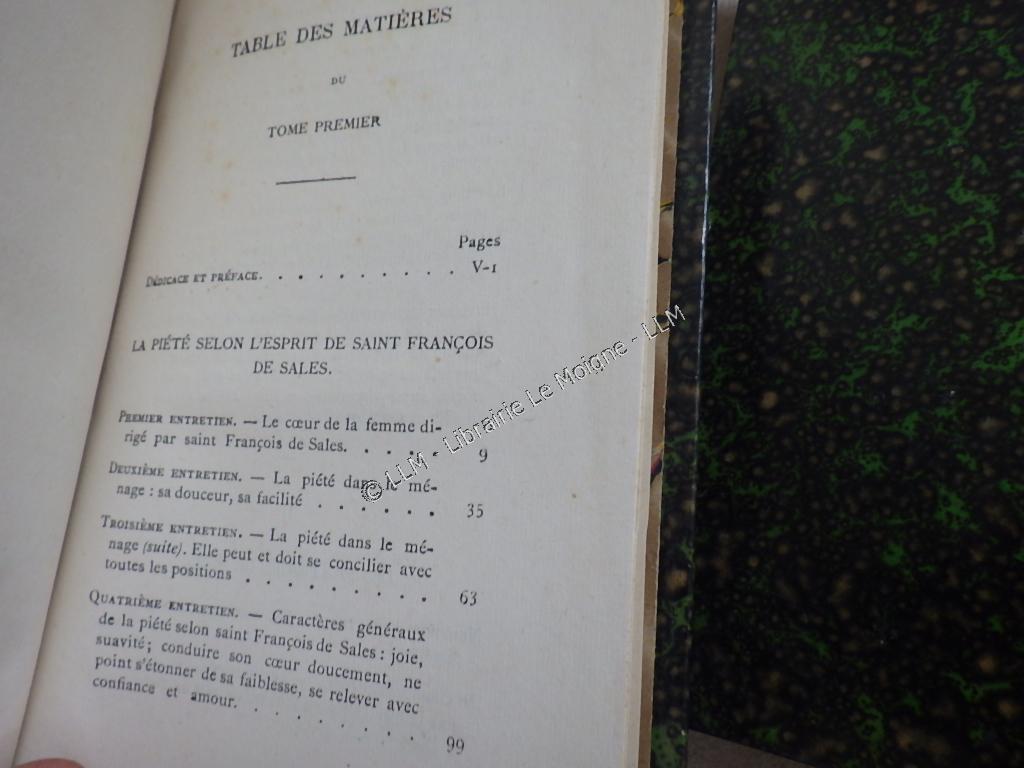 TABLE DES MATIÈRES
DU
TOME PREMIER
Pages
DÉDICACE ET PRÉFACE. . . . . . . . . . . V-1
LA PIÉTÉ SELON L'ESPRIT DE SAINT FRANÇOIS
DE SALES.
PREMIER ENTRETIEN. — Le cœur de la femme di-
rigé par saint François de Sales. . . . . 9
DEUXIÈME ENTRETIEN. — La piété dans le mé-
nage : sa douceur, sa facilité . . . . . . 35
TROISIÈME ENTRETIEN. — La piété dans le mé-
nage (suite). Elle peut et doit se concilier avec
toutes les positions . . . . . . . . 63
QUATRIÈME ENTRETIEN. — Caractères généraux
de la piété selon saint François de Sales : joie,
suavité ; conduire son cœur doucement, ne
point s'étonner de sa faiblesse, se relever avec
confiance et amour. . . . . . . . . 99
© LLM - Librairie Le Moigne - LLM